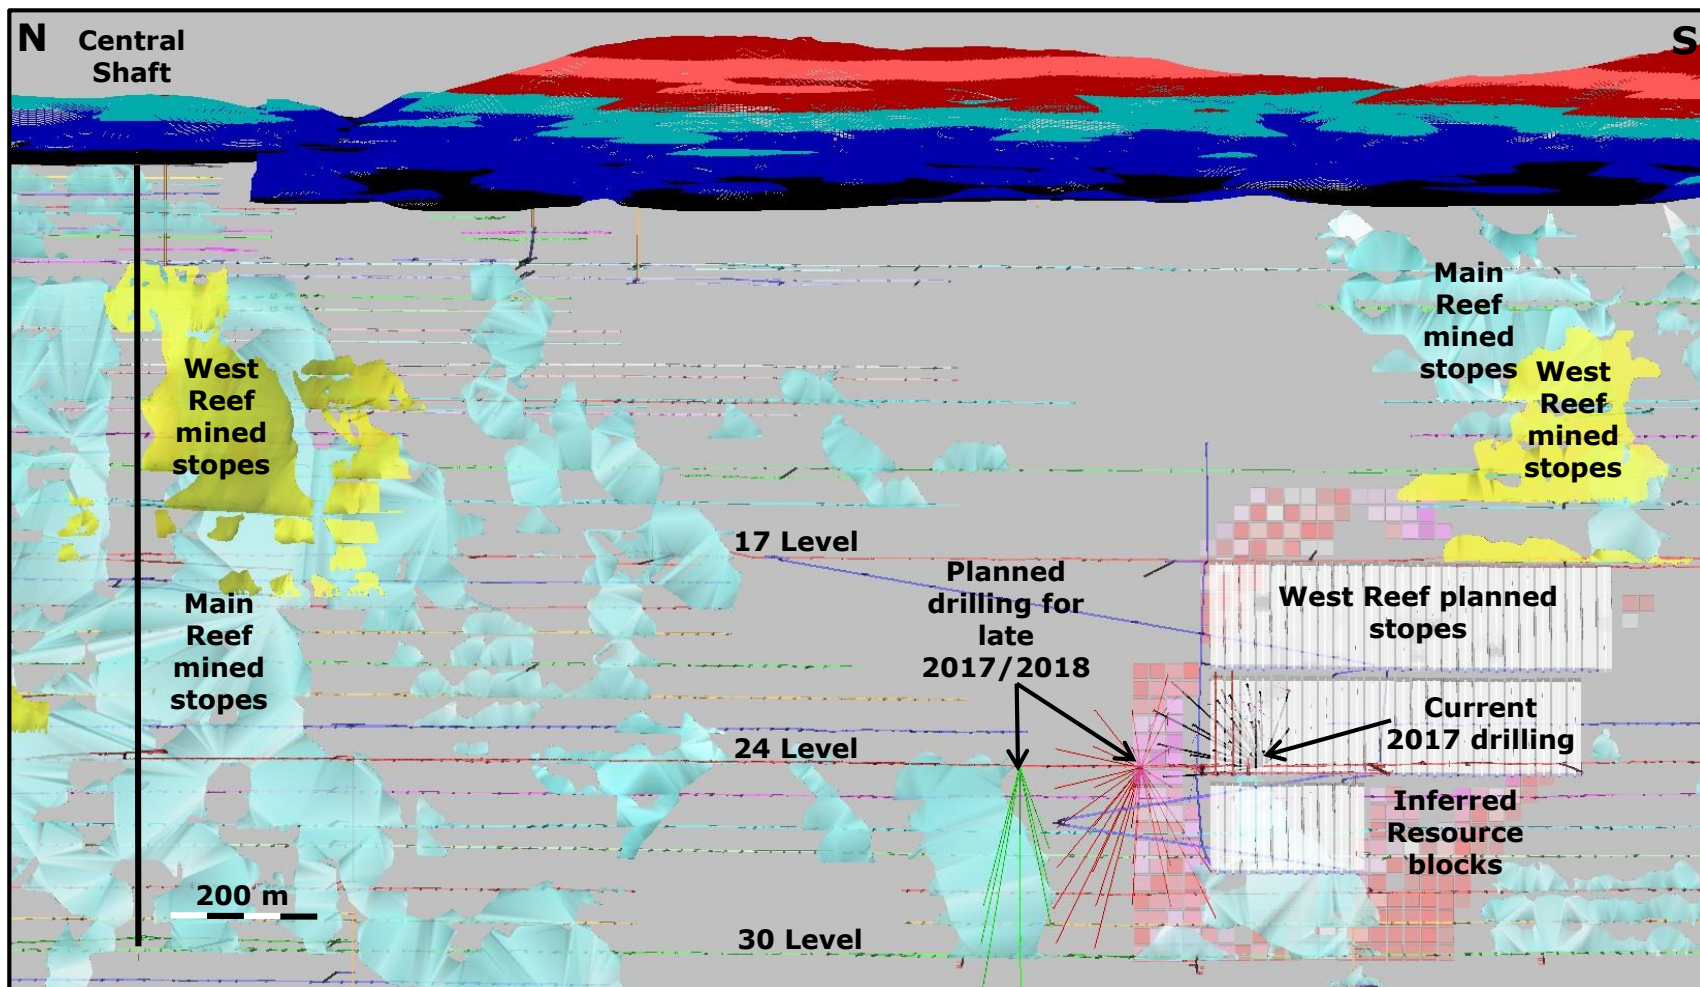 N
Central
Shaft
S
Main
Reef
mined
stopes
West
Reef
mined
stopes
West
Reef
mined
stopes
17 Level
Planned
drilling for
late
2017/2018
West Reef planned
stopes
Main
Reef
mined
stopes
24 Level
Current
2017 drilling
Inferred
Resource
blocks
200 m
30 Level